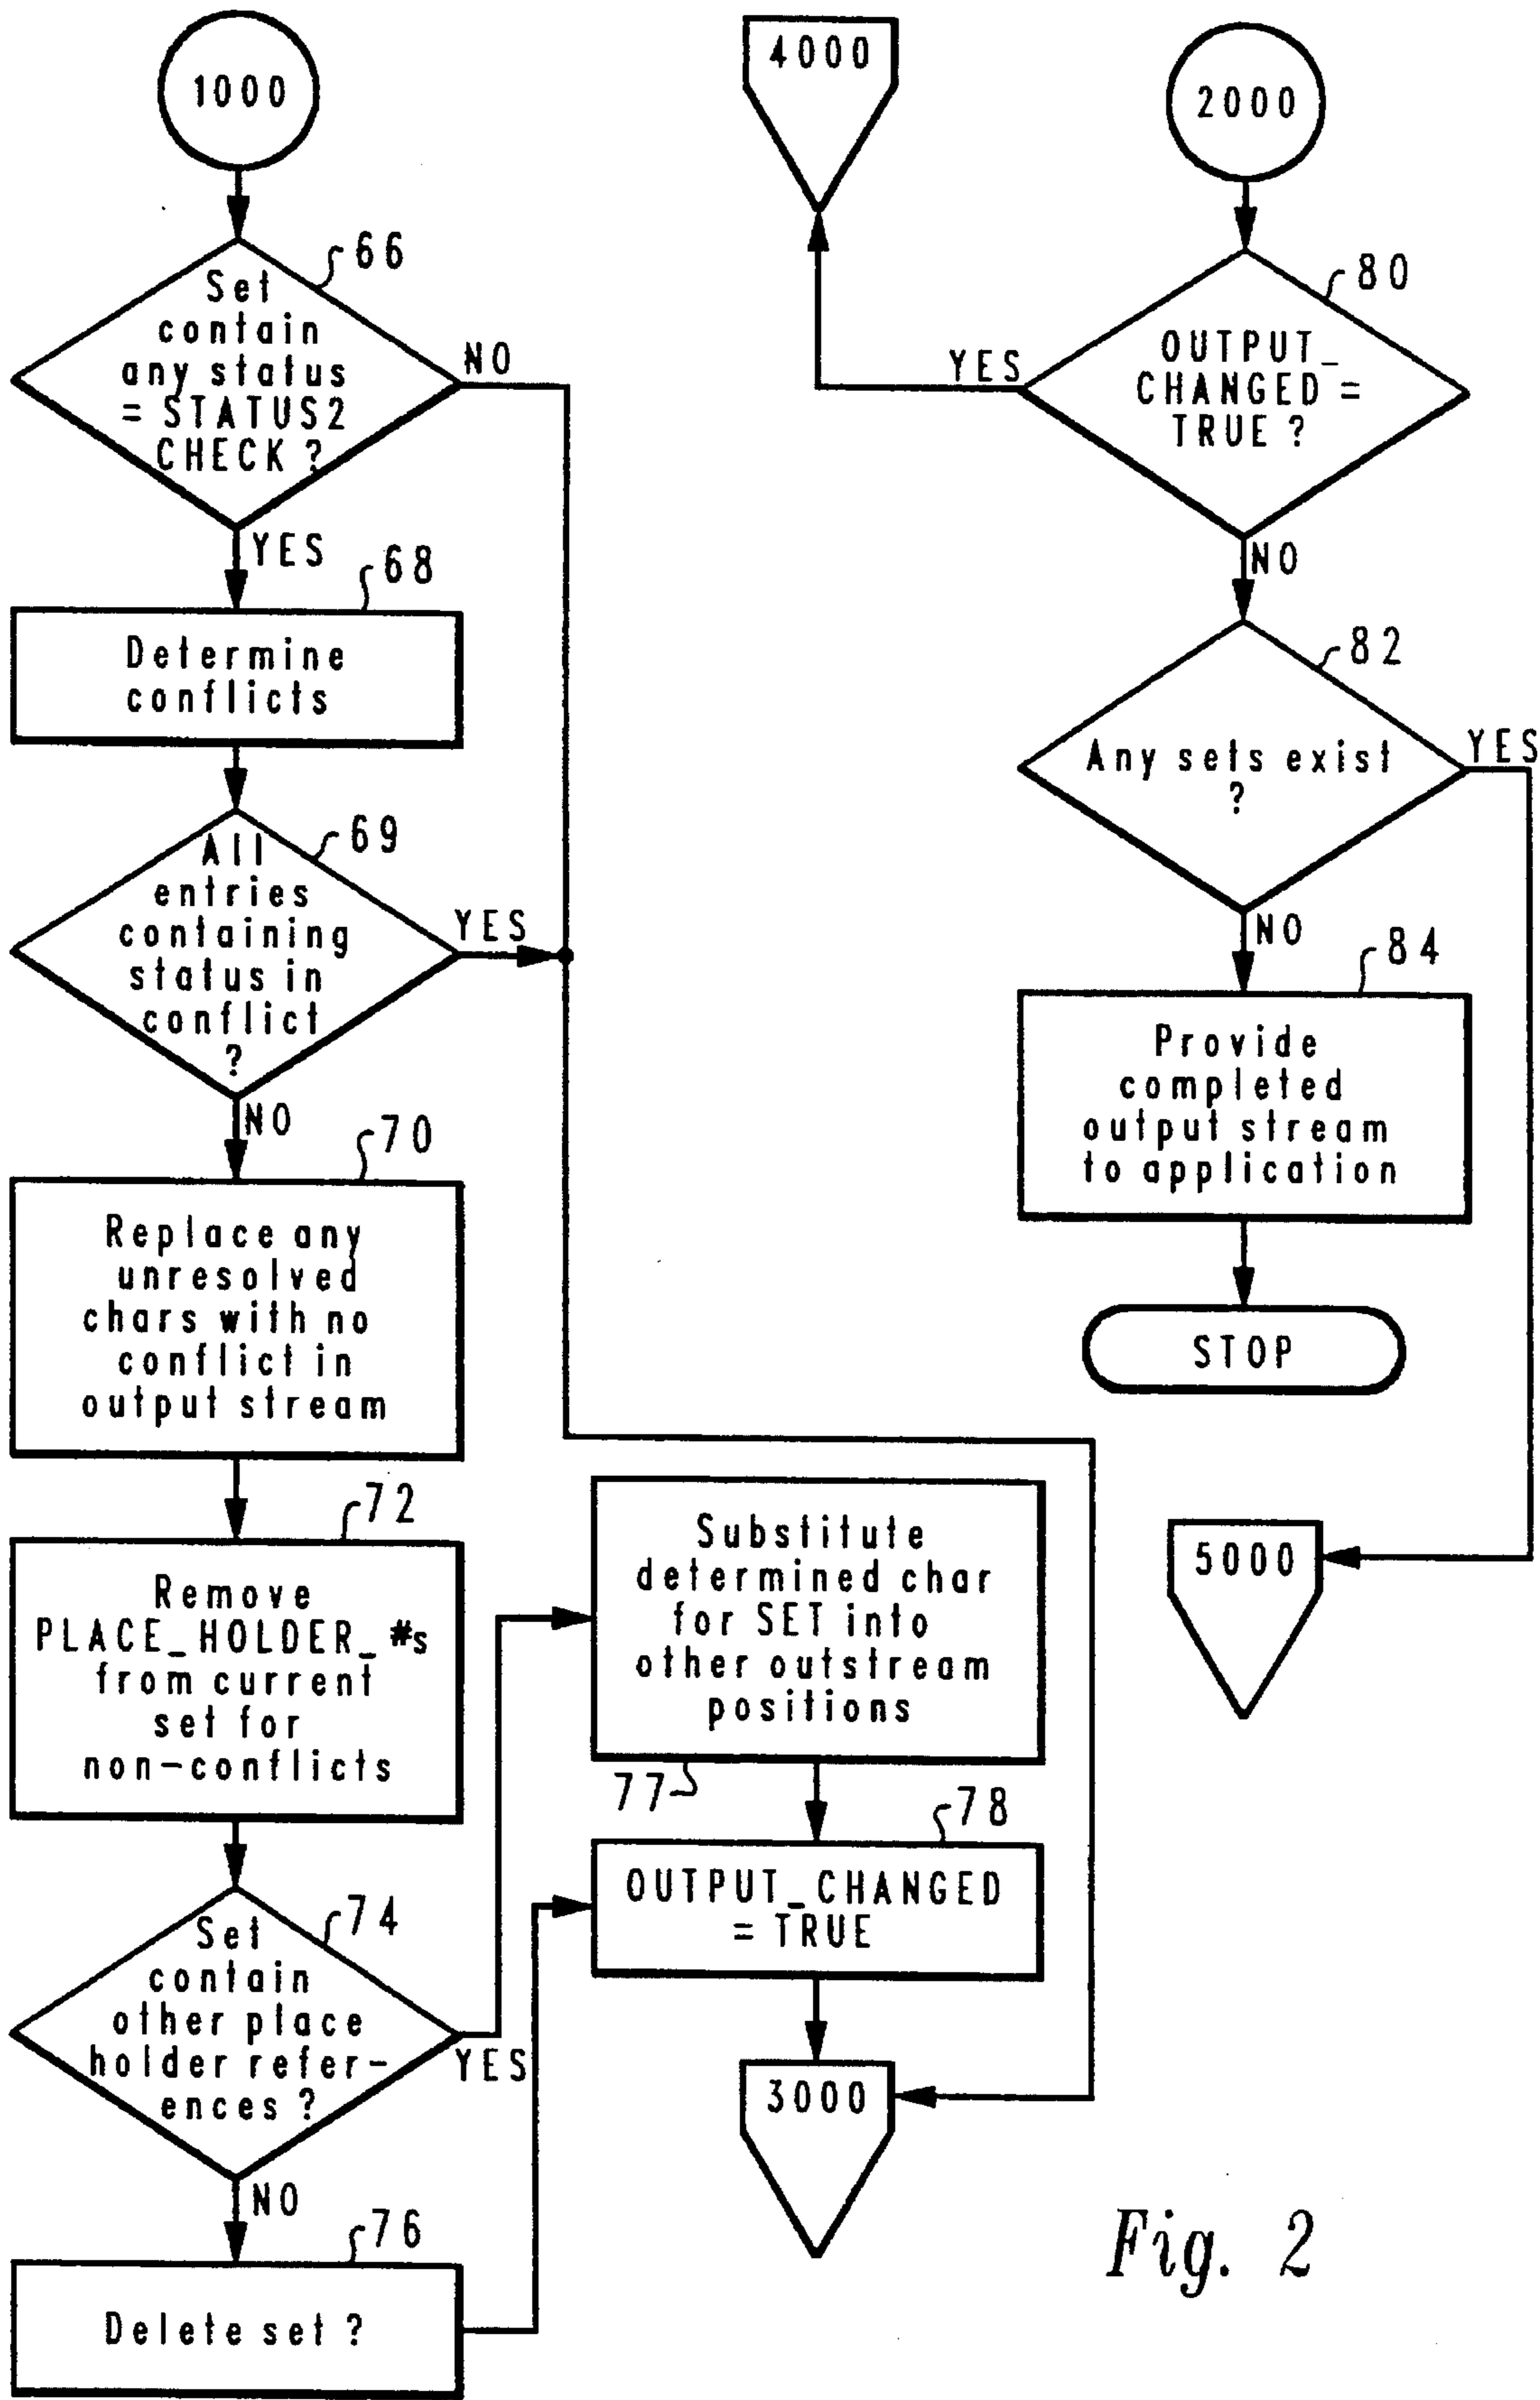 1000
66
Set
contain
any status
= STATUS2
CHECK ?
NO
YES
68
Determine
conflicts
69
All
entries
containing
status in
conflict
?
YES
NO
70
Replace any
unresolved
chars with no
conflict in
output stream
72
Remove
PLACE_HOLDER_#s
from current
set for
non-conflicts
74
Set
contain
other place
holder refer-
ences ?
YES
NO
76
Delete set ?
Substitute
determined char
for SET into
other outstream
positions
77
78
OUTPUT_CHANGED
= TRUE
3000
4000
2000
80
OUTPUT_
CHANGED =
TRUE ?
YES
NO
82
Any sets exist
?
YES
NO
84
Provide
completed
output stream
to application
STOP
5000
Fig. 2